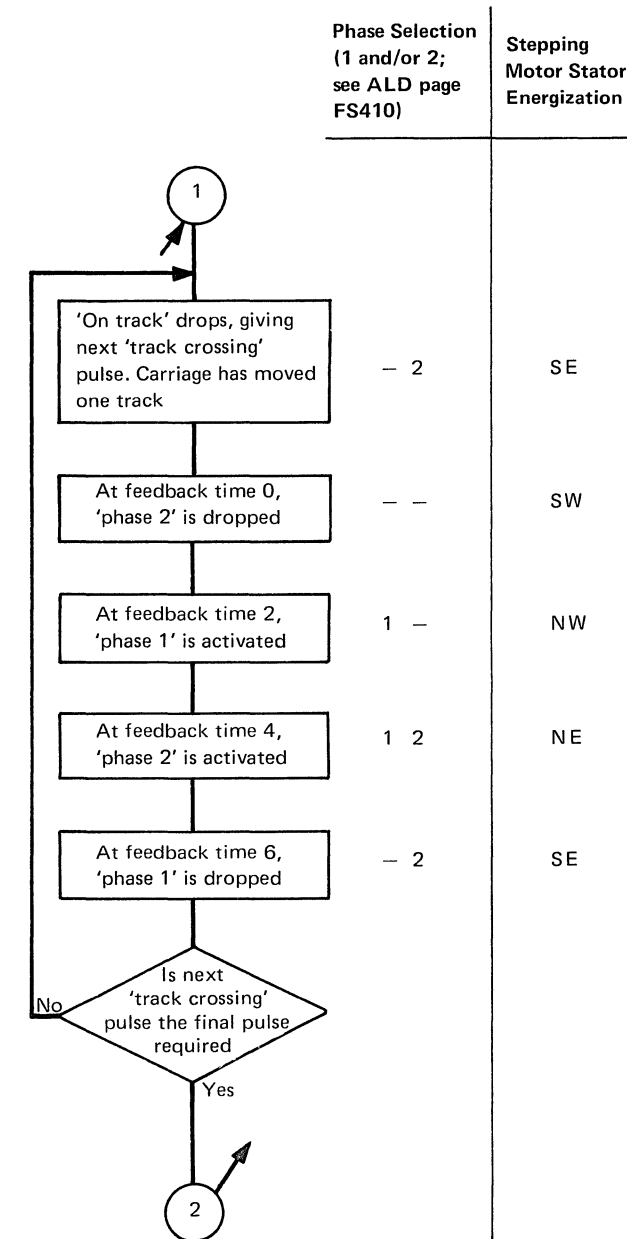 Phase Selection
(1 and/or 2;
see ALD page
FS410)
Stepping
Motor Stator
Energization
1
'On track' drops, giving
next 'track crossing'
pulse. Carriage has moved
one track
— 2
SE
At feedback time 0,
'phase 2' is dropped
— —
SW
At feedback time 2,
'phase 1' is activated
1 —
NW
At feedback time 4,
'phase 2' is activated
1 2
NE
At feedback time 6,
'phase 1' is dropped
— 2
SE
Is next
'track crossing'
pulse the final pulse
required
No
Yes
2